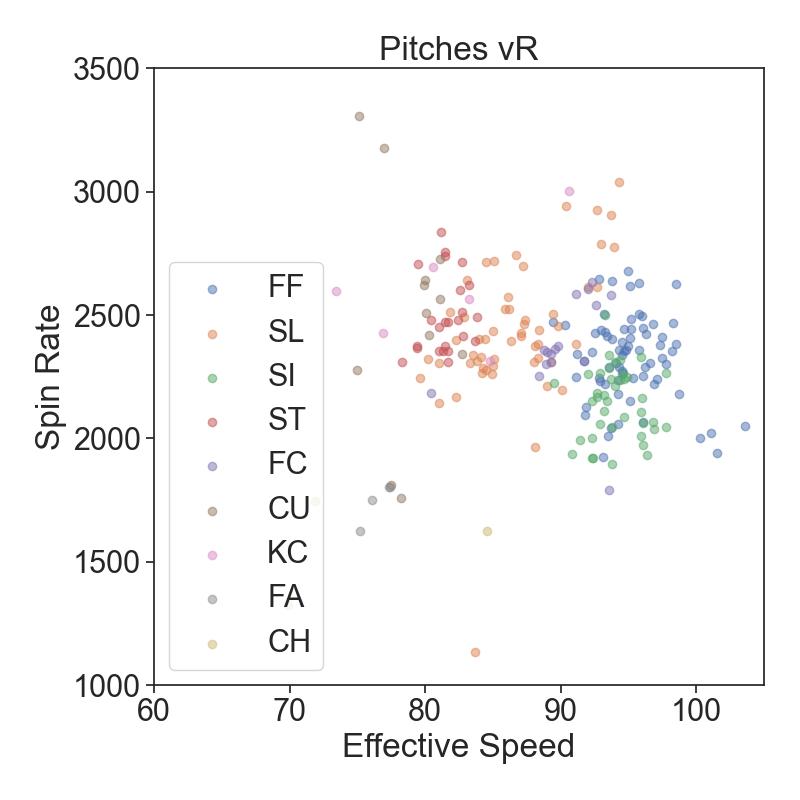 Pitches vR
3500
3000
2500
2000
1500
1000
Spin Rate
FF
SL
SI
ST
FC
CU
KC
FA
CH
60 70 80 90 100
Effective Speed